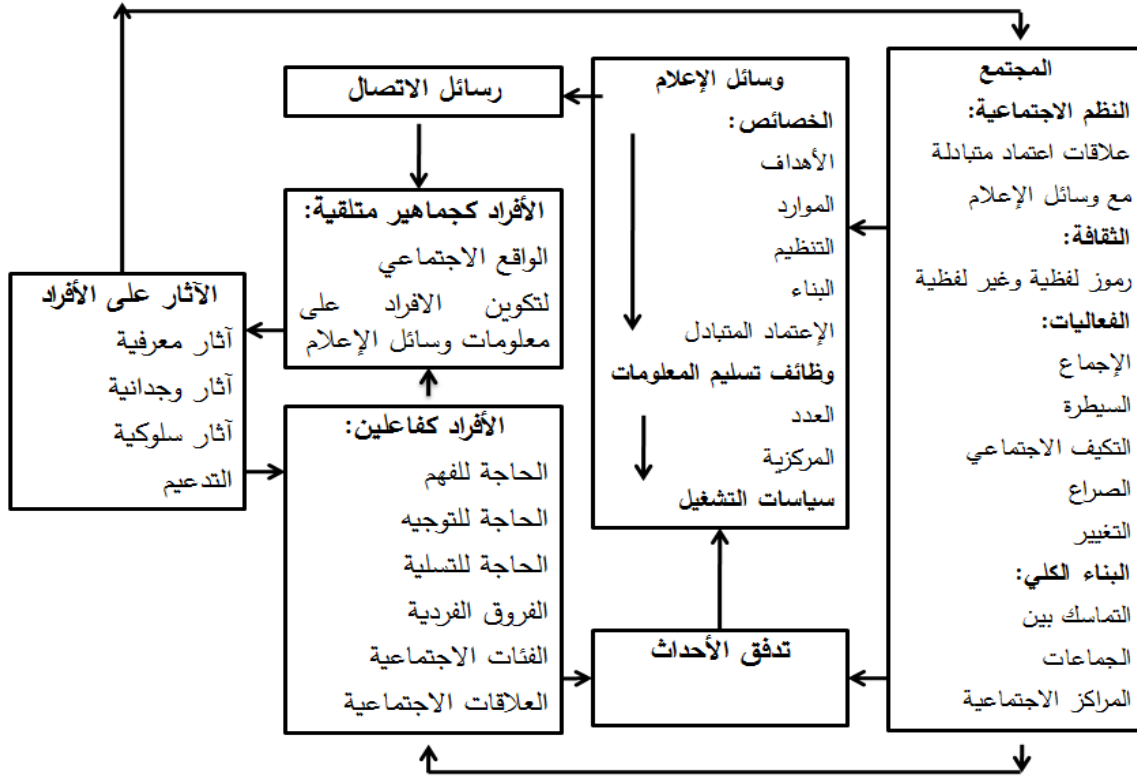 المجتمع
النظم الاجتماعية:
علاقات اعتماد متبادلة
مع وسائل الإعلام
الثقافة:
رموز لفظية وغير لفظية
الفعاليات:
الإجماع
السيطرة
التكيف الاجتماعي
الصراع
التغيير
البناء الكلي:
التماسك بين
الجماعات
المراكز الاجتماعية
وسائل الإعلام
الخصائص:
الأهداف
الموارد
التنظيم
البناء
الإعتماد المتبادل
وظائف تسليم المعلومات
العدد
المركزية
سياسات التشغيل
تدفق الأحداث
رسائل الاتصال
الأفراد كجماهير متلقية:
الواقع الاجتماعي
لتكوين الافراد على
معلومات وسائل الإعلام
الأفراد كفاعلين:
الحاجة للفهم
الحاجة للتوجيه
الحاجة للتسلية
الفروق الفردية
الفئات الاجتماعية
العلاقات الاجتماعية
الآثار على الأفراد
آثار معرفية
آثار وجدانية
آثار سلوكية
التدعيم